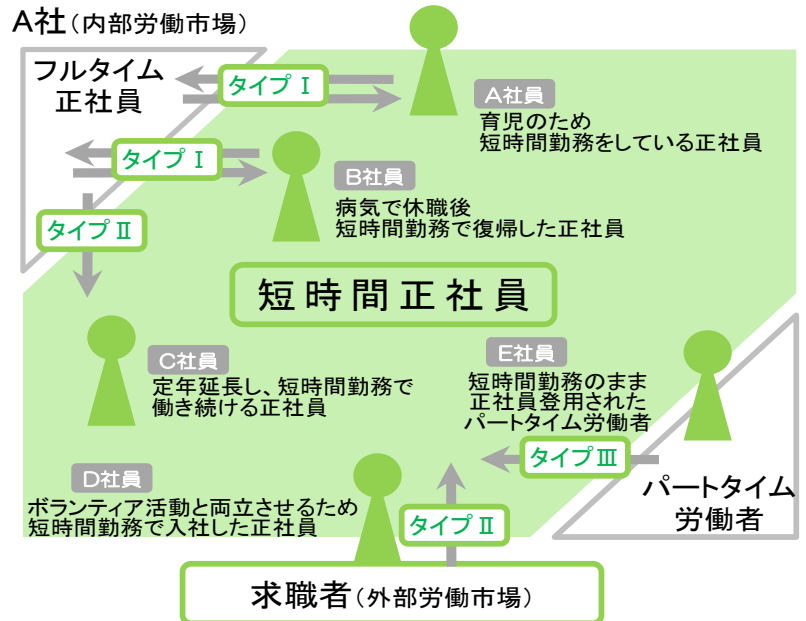 A社(内部労働市場)
フルタイム
正社員
タイプⅠ
A社員
育児のため
短時間勤務をしている正社員
タイプⅠ
B社員
病気で休職後
短時間勤務で復帰した正社員
タイプⅡ
短時間正社員
C社員
定年延長し、短時間勤務で
働き続ける正社員
E社員
短時間勤務のまま
正社員登用された
パートタイム労働者
タイプⅢ
パートタイム
労働者
D社員
ボランティア活動と両立させるため
短時間勤務で入社した正社員
タイプⅡ
求職者(外部労働市場)